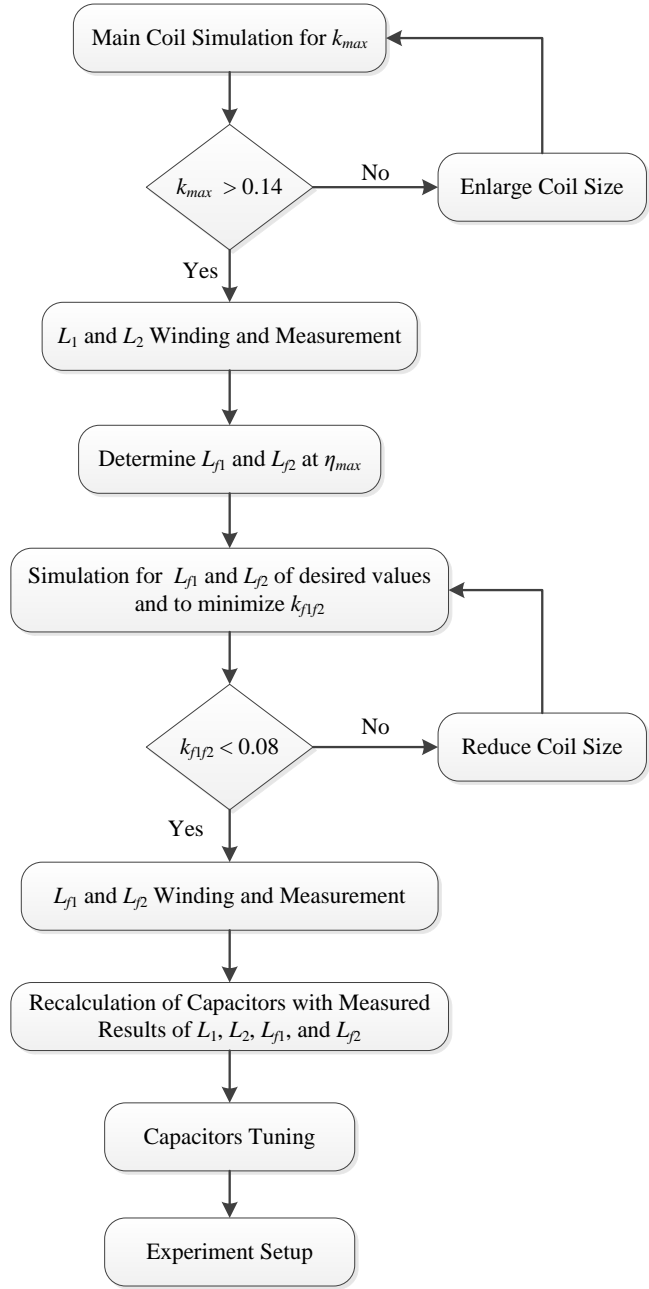 Main Coil Simulation for kmax
kmax > 0.14
No
Enlarge Coil Size
Yes
L1 and L2 Winding and Measurement
Determine Lf1 and Lf2 at ηmax
Simulation for Lf1 and Lf2 of desired values
and to minimize kf1f2
kf1f2 < 0.08
No
Reduce Coil Size
Yes
Lf1 and Lf2 Winding and Measurement
Recalculation of Capacitors with Measured
Results of L1, L2, Lf1, and Lf2
Capacitors Tuning
Experiment Setup